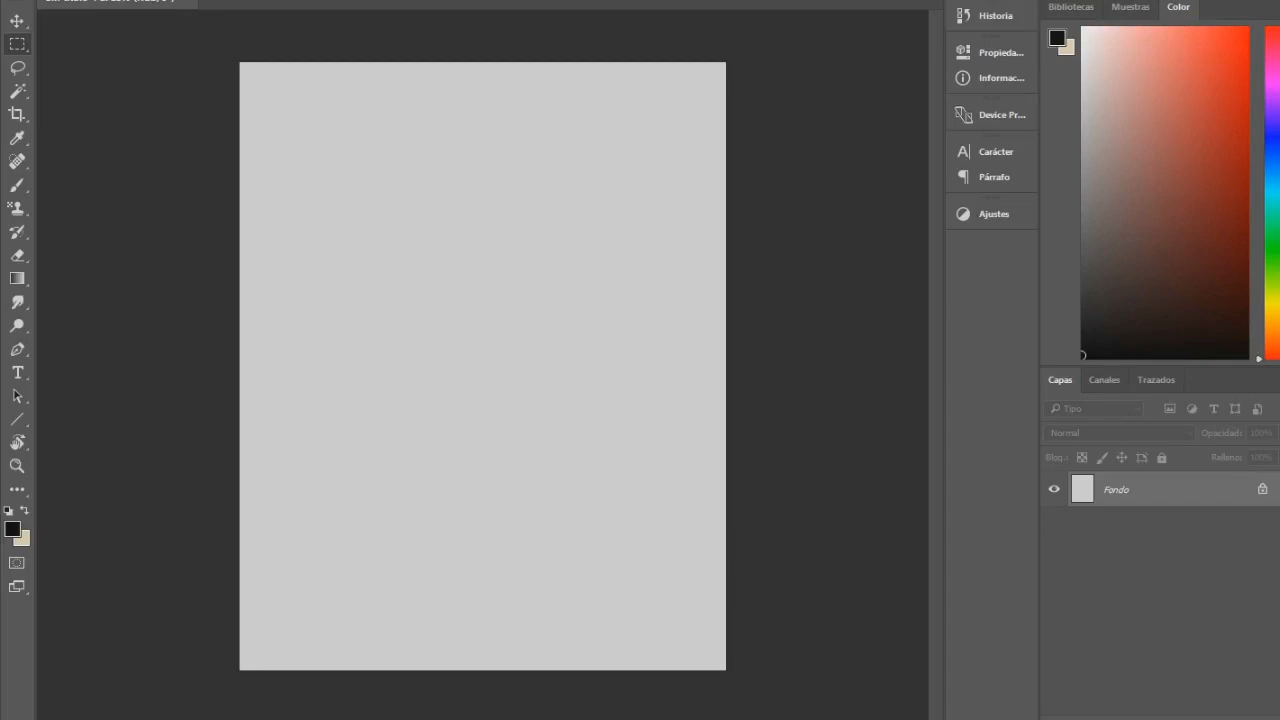 Historia
Propieda...
Informac...
Device Pr...
Carácter
Párrafo
Ajustes
Bibliotecas
Muestras
Color
Capas
Canales
Trazados
Tipo
Normal
Opacidad: 100%
Bloq.:
Relleno: 100%
Fondo